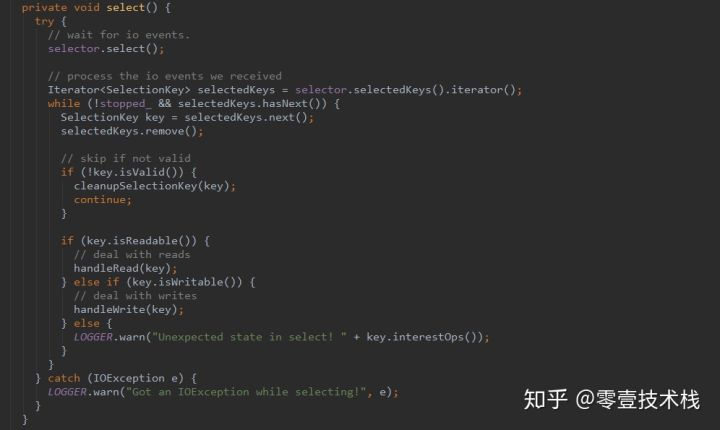 private void select() {
try {
// wait for io events.
selector.select();
// process the io events we received
Iterator<SelectionKey> selectedKeys = selector.selectedKeys().iterator();
while (!stopped_ && selectedKeys.hasNext()) {
SelectionKey key = selectedKeys.next();
selectedKeys.remove();
// skip if not valid
if (!key.isValid()) {
cleanupSelectionKey(key);
continue;
}
if (key.isReadable()) {
// deal with reads
handleRead(key);
} else if (key.isWritable()) {
// deal with writes
handleWrite(key);
} else {
LOGGER.warn("Unexpected state in select! " + key.interestOps());
}
}
} catch (IOException e) {
LOGGER.warn("Got an IOException while selecting!", e);
}
}
知乎 @零壹技术栈